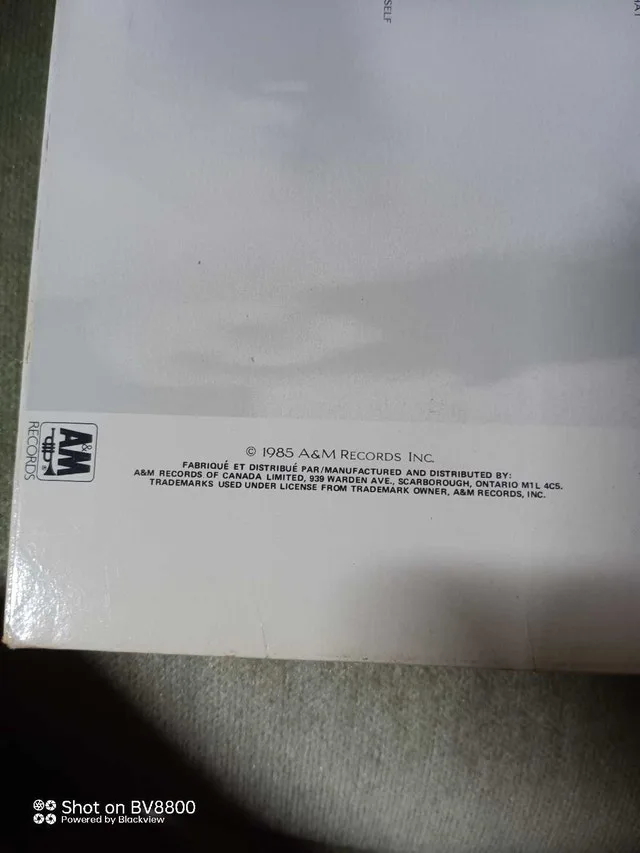 SELF
A&M
RECORDS
© 1985 A&M RECORDS INC.
FABRIQUÉ ET DISTRIBUÉ PAR/MANUFACTURED AND DISTRIBUTED BY:
A&M RECORDS OF CANADA LIMITED, 939 WARDEN AVE., SCARBOROUGH, ONTARIO M1L 4C5.
TRADEMARKS USED UNDER LICENSE FROM TRADEMARK OWNER, A&M RECORDS, INC.
Shot on BV8800
Powered by Blackview